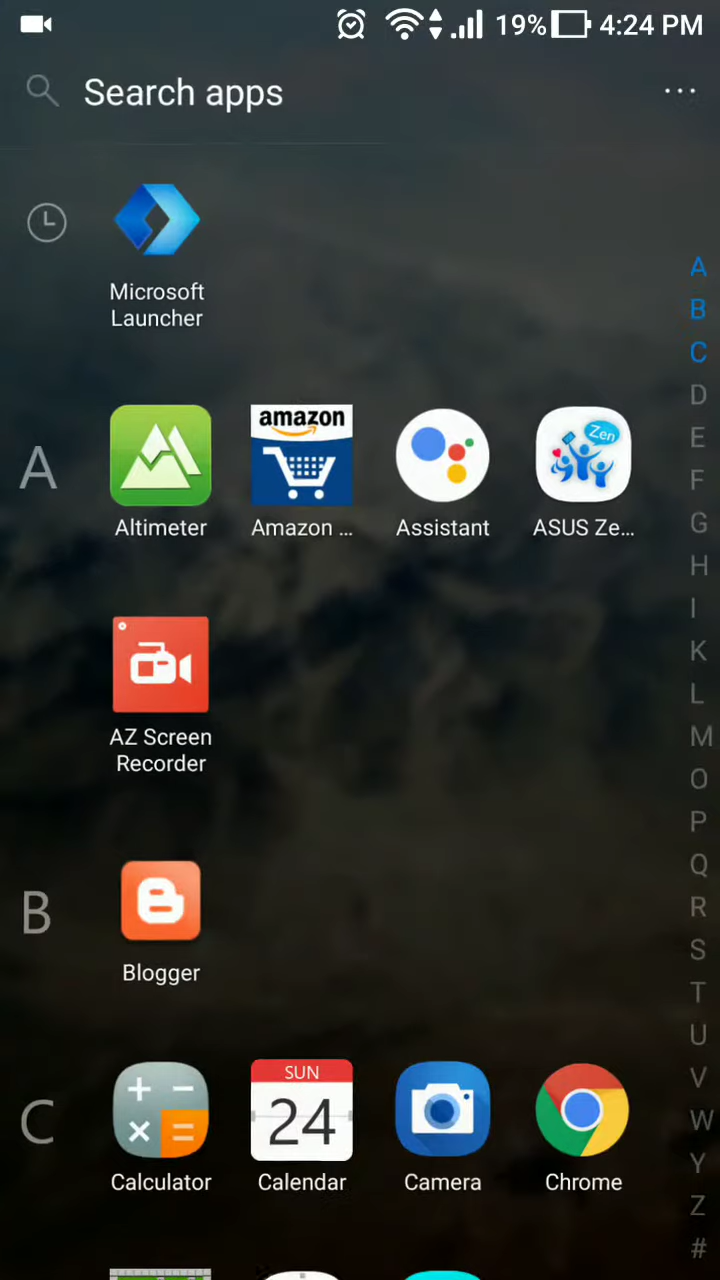 19% 4:24 PM
Search apps
Microsoft
Launcher
A
amazon
Zen
Altimeter Amazon ... Assistant ASUS Ze...
AZ Screen
Recorder
B
Blogger
C
SUN
24
Calculator Calendar Camera Chrome
A
B
C
D
E
F
G
H
I
K
L
M
O
P
Q
R
S
T
U
V
W
Y
Z
#